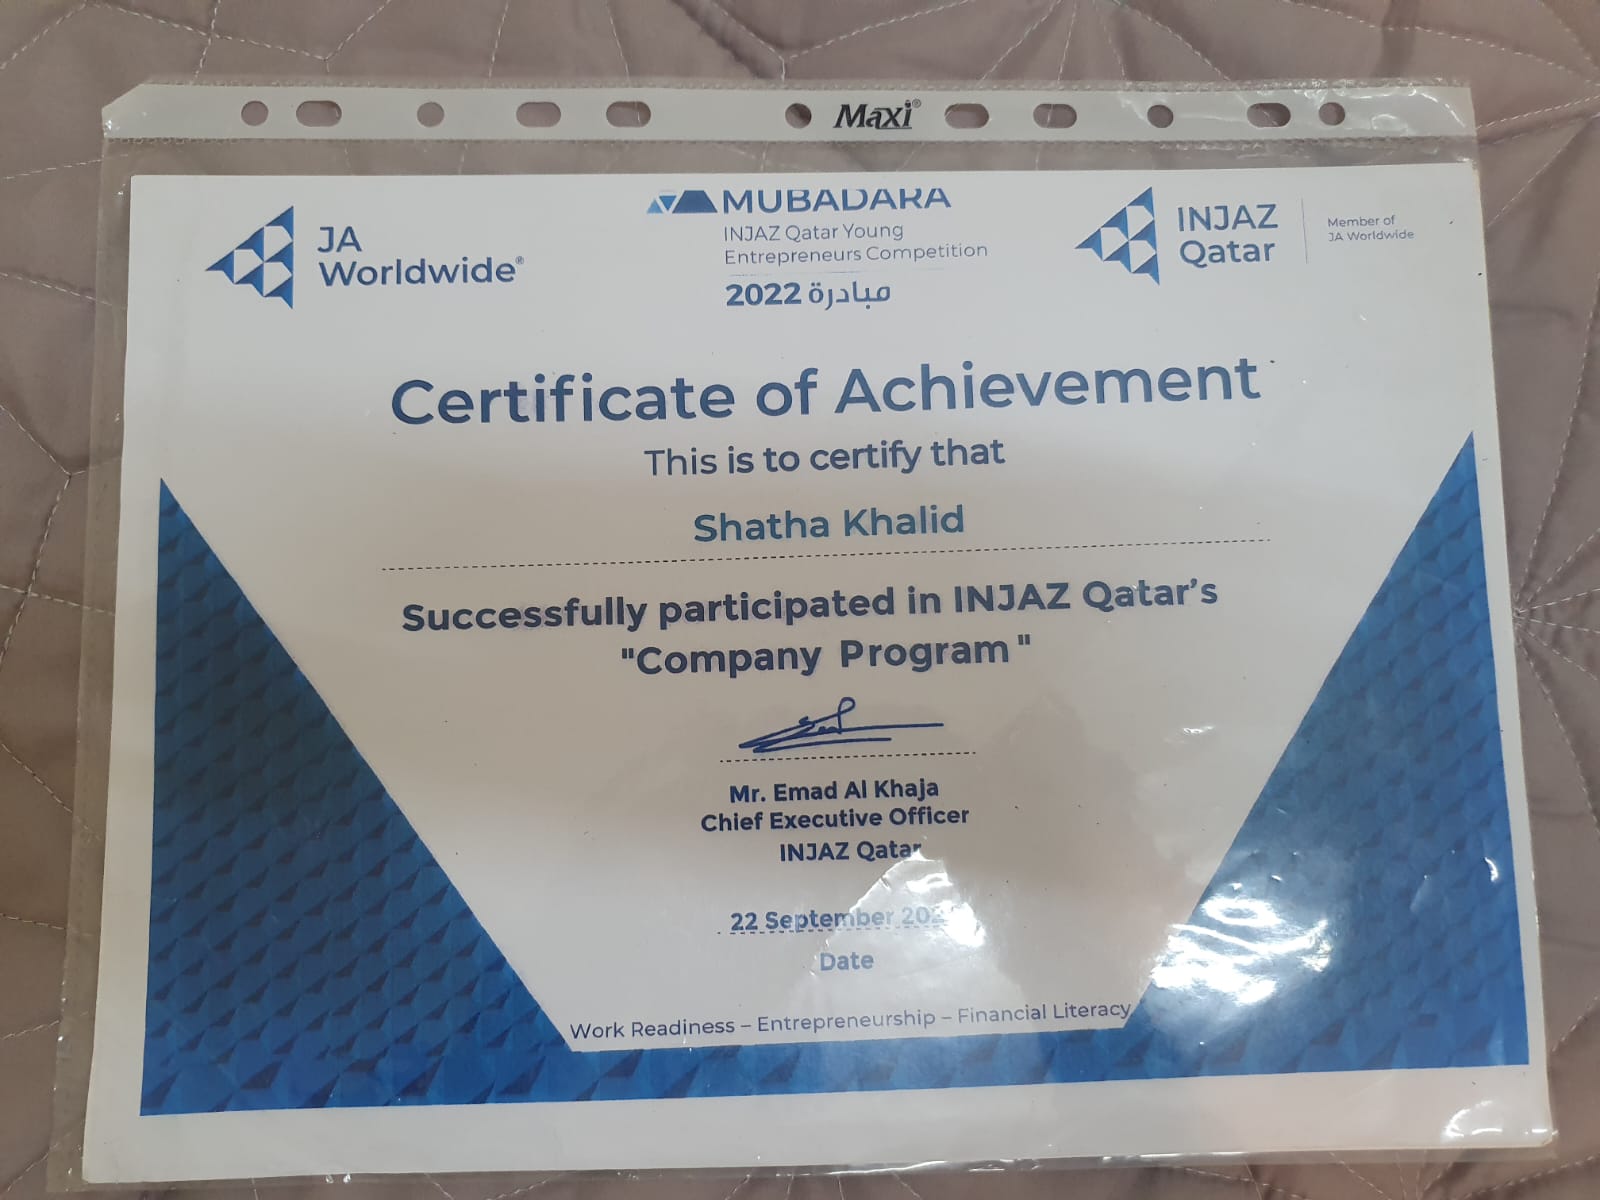 Maxi®
JA
Worldwide®
MUBADARA
INJAZ Qatar Young
Entrepreneurs Competition
مبادرة 2022
INJAZ
Qatar
Member of
JA Worldwide
Certificate of Achievement
This is to certify that
Shatha Khalid
Successfully participated in INJAZ Qatar's
"Company Program "
Mr. Emad Al Khaja
Chief Executive Officer
INJAZ Qatar
22 September
Date
Work Readiness – Entrepreneurship – Financial Literacy